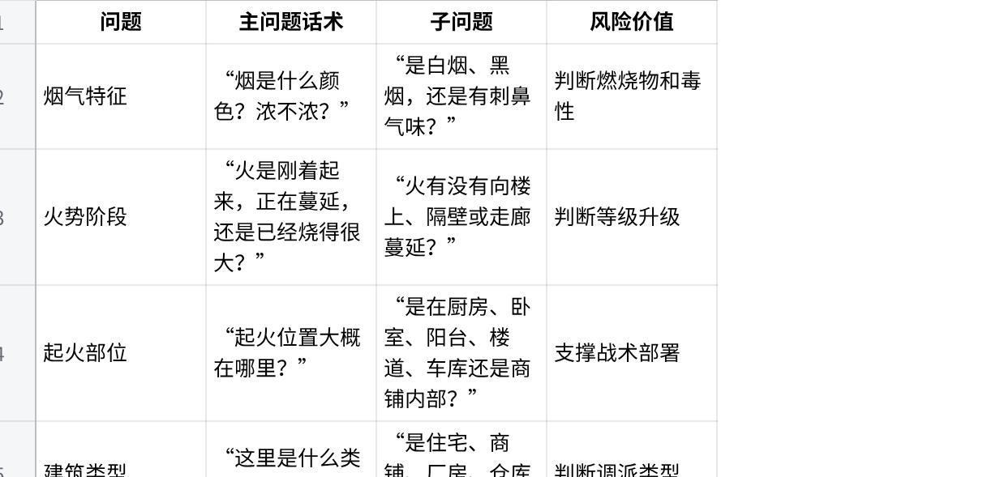 问题 主问题话术 子问题 风险价值
2 烟气特征 “烟是什么颜色？浓不浓？” “是白烟、黑烟，还是有刺鼻气味？” 判断燃烧物和毒性
火势阶段 “火是刚着起来，正在蔓延，还是已经烧得很大？” “火有没有向楼上、隔壁或走廊蔓延？” 判断等级升级
起火部位 “起火位置大概在哪里？” “是在厨房、卧室、阳台、楼道、车库还是商铺内部？” 支撑战术部署
建筑类型 “这里是什么类 “是住宅、商铺、厂房、仓库 判断调派类型